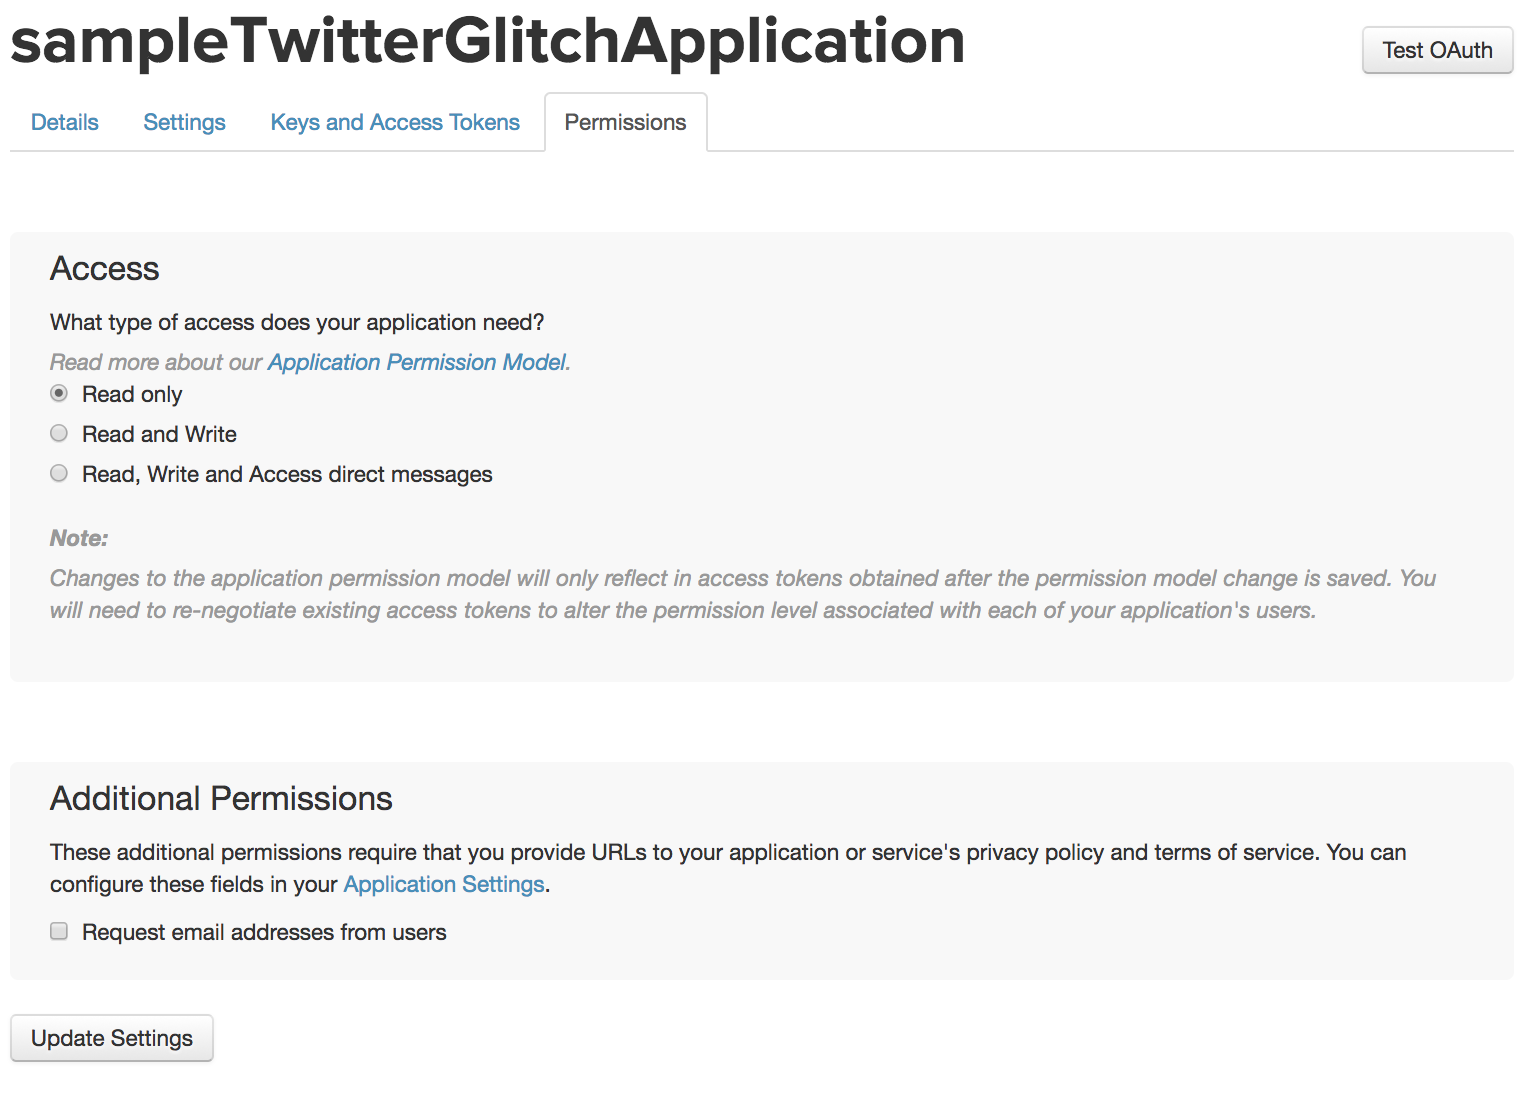 sampleTwitterGlitchApplication
Test OAuth
Details
Settings
Keys and Access Tokens
Permissions
Access
What type of access does your application need?
Read more about our Application Permission Model.
Read only
Read and Write
Read, Write and Access direct messages
Note:
Changes to the application permission model will only reflect in access tokens obtained after the permission model change is saved. You
will need to re-negotiate existing access tokens to alter the permission level associated with each of your application's users.
Additional Permissions
These additional permissions require that you provide URLs to your application or service's privacy policy and terms of service. You can
configure these fields in your Application Settings.
Request email addresses from users
Update Settings